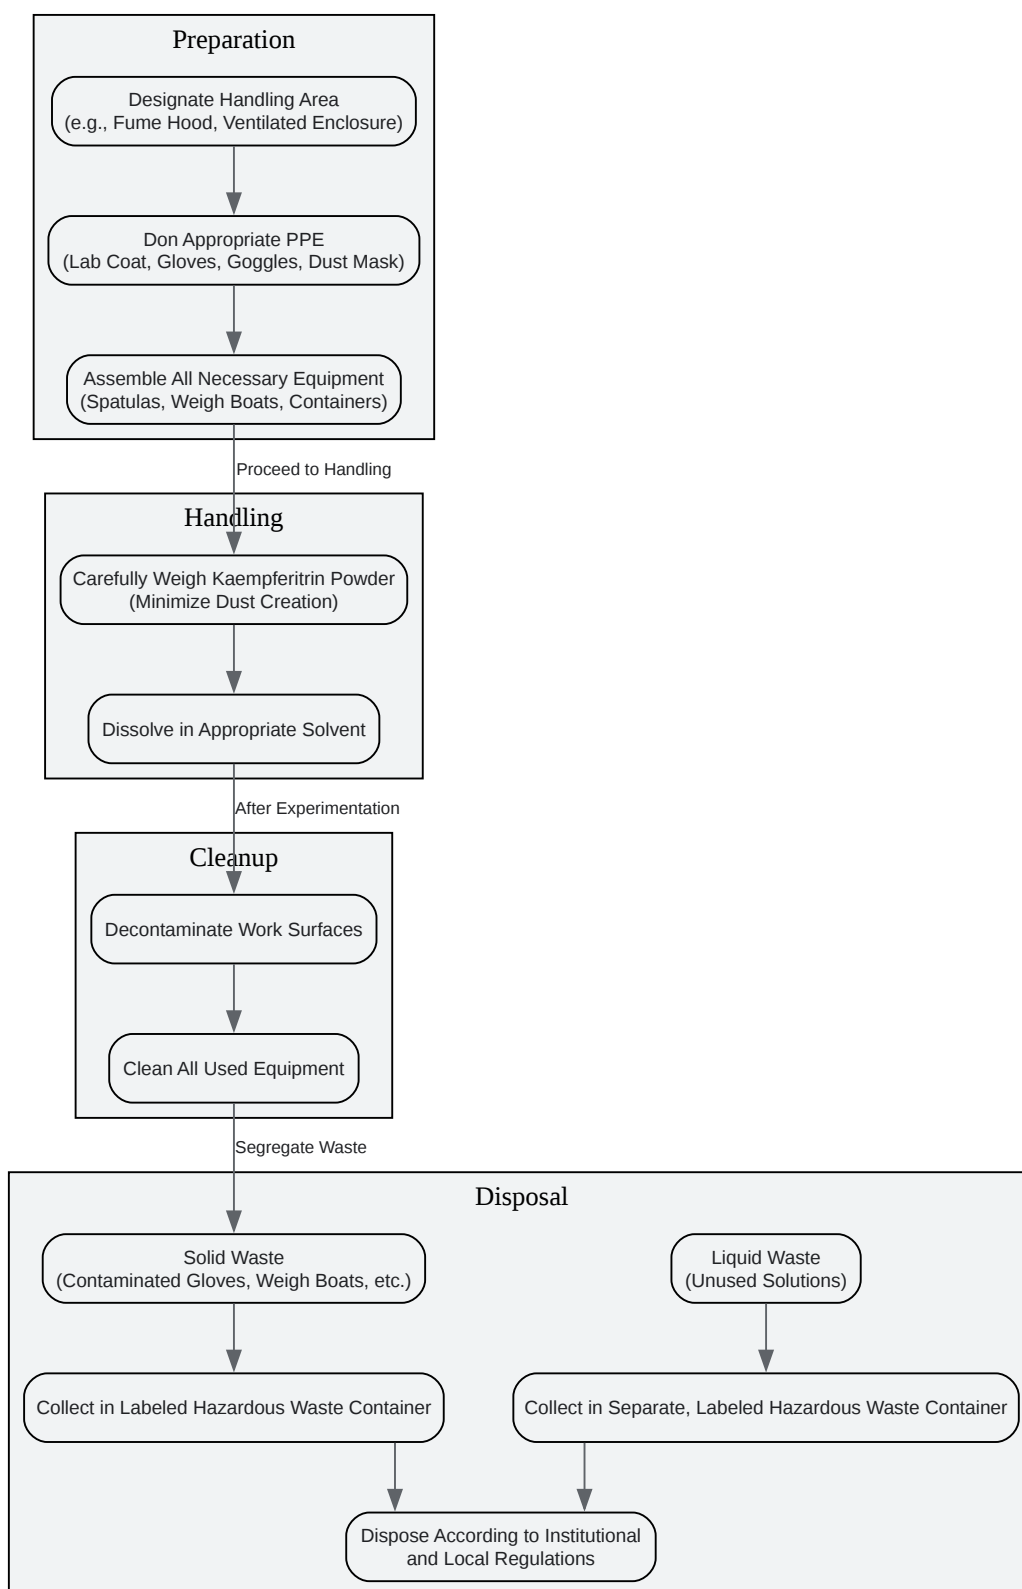 Preparation
Designate Handling Area
(e.g., Fume Hood, Ventilated Enclosure)
Don Appropriate PPE
(Lab Coat, Gloves, Goggles, Dust Mask)
Assemble All Necessary Equipment
(Spatulas, Weigh Boats, Containers)
Proceed to Handling
Handling
Carefully Weigh Kaempferitrin Powder
(Minimize Dust Creation)
Dissolve in Appropriate Solvent
After Experimentation
Cleanup
Decontaminate Work Surfaces
Clean All Used Equipment
Segregate Waste
Disposal
Solid Waste
(Contaminated Gloves, Weigh Boats, etc.)
Liquid Waste
(Unused Solutions)
Collect in Labeled Hazardous Waste Container
Collect in Separate, Labeled Hazardous Waste Container
Dispose According to Institutional
and Local Regulations